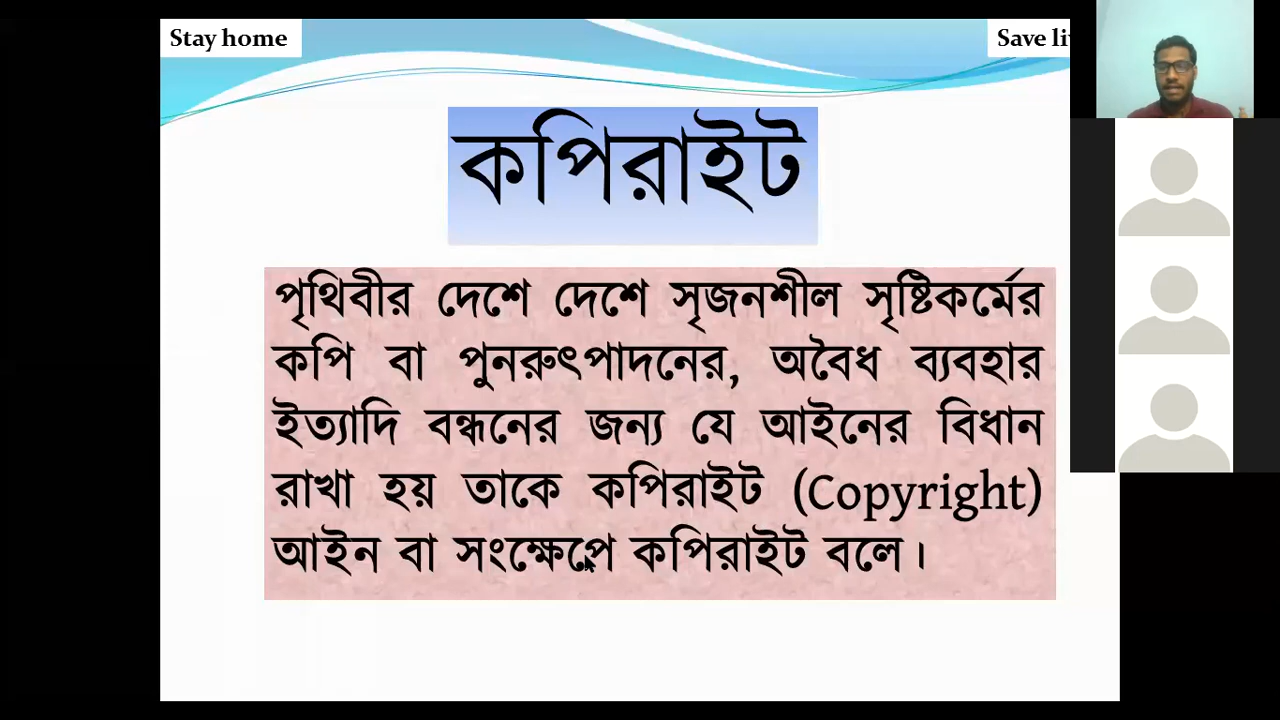 Stay home
Save
কপিরাইট
পৃথিবীর দেশে দেশে সৃজনশীল সৃষ্টিকর্মের
কপি বা পুনরুৎপাদনের, অবৈধ ব্যবহার
ইত্যাদি বন্ধনের জন্য যে আইনের বিধান
রাখা হয় তাকে কপিরাইট (Copyright)
আইন বা সংক্ষেপে কপিরাইট বলে।